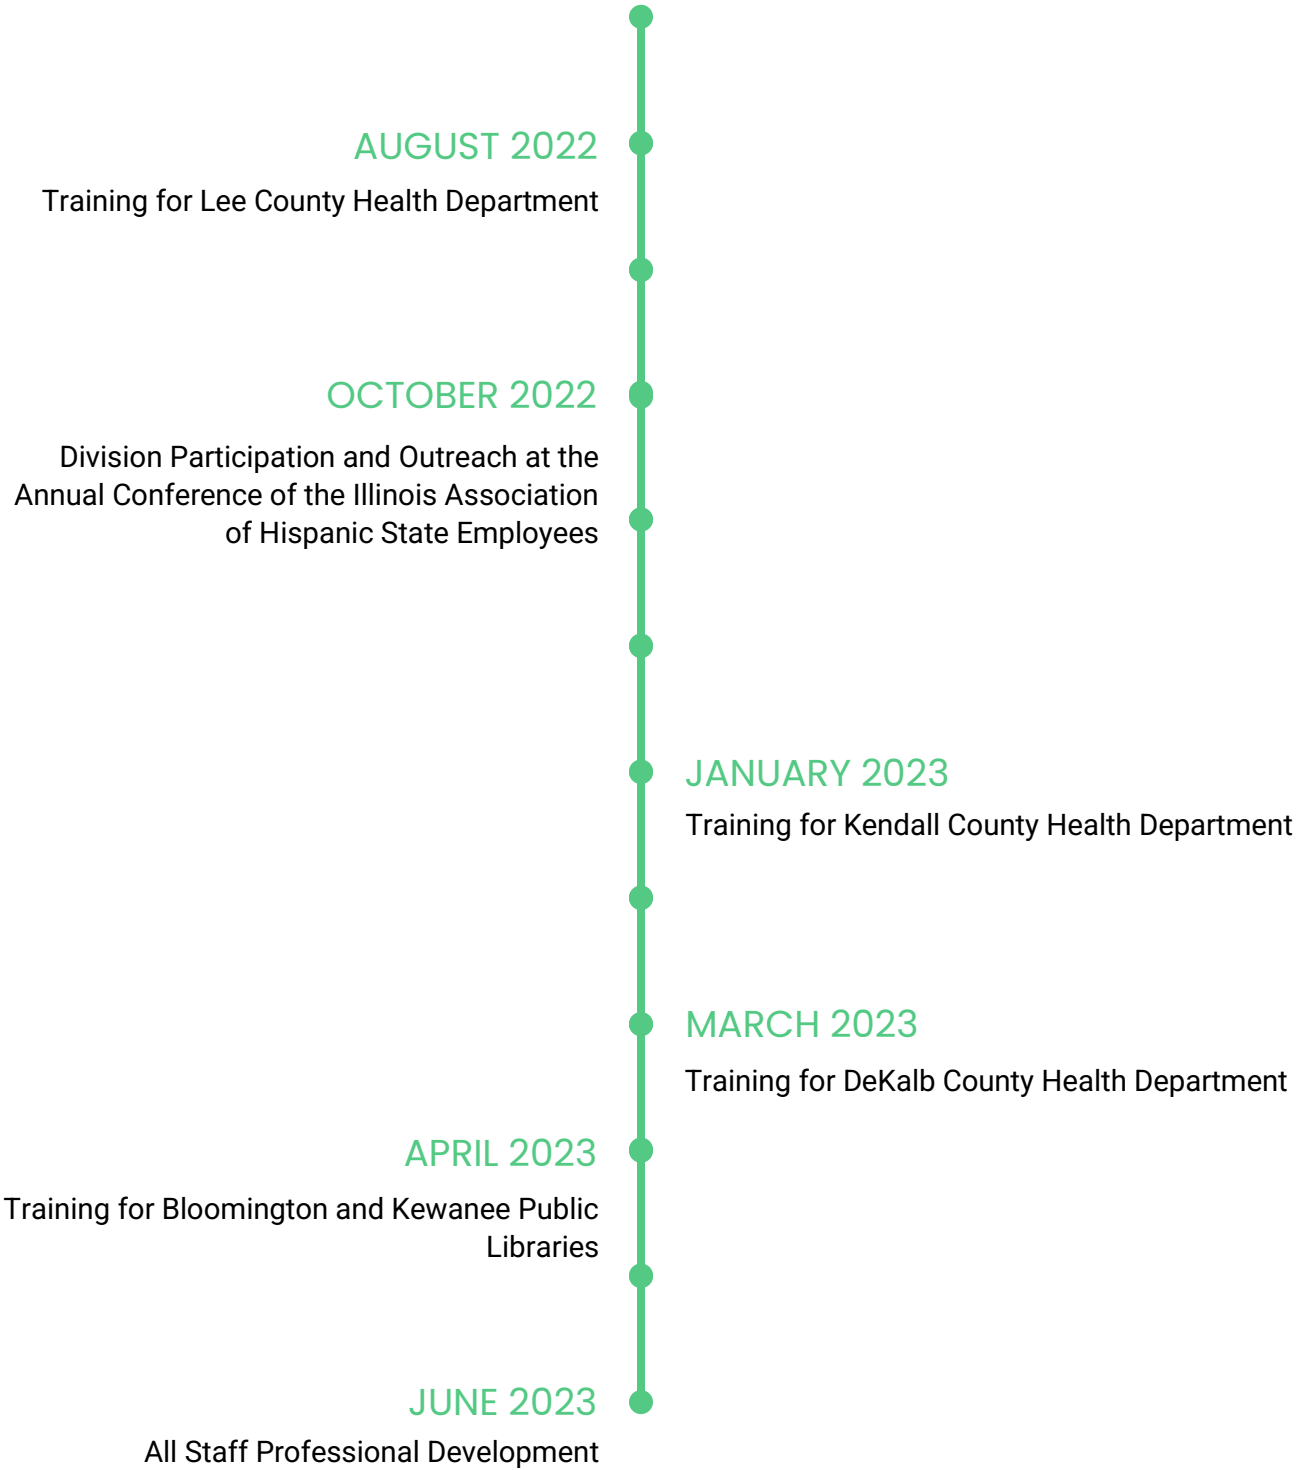 AUGUST 2022
Training for Lee County Health Department
OCTOBER 2022
Division Participation and Outreach at the
Annual Conference of the Illinois Association
of Hispanic State Employees
JANUARY 2023
Training for Kendall County Health Department
MARCH 2023
Training for DeKalb County Health Department
APRIL 2023
Training for Bloomington and Kewanee Public
Libraries
JUNE 2023
All Staff Professional Development